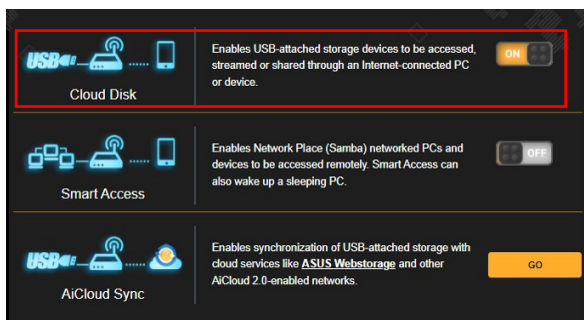 Enables USB-attached storage devices to be accessed,
streamed or shared through an Internet-connected PC
or device.
ON
USB
Cloud Disk
Enables Network Place (Samba) networked PCs and
devices to be accessed remotely. Smart Access can
also wake up a sleeping PC.
OFF
Smart Access
Enables synchronization of USB-attached storage with
cloud services like ASUS Webstorage and other
AiCloud 2.0-enabled networks.
GO
USB
AiCloud Sync